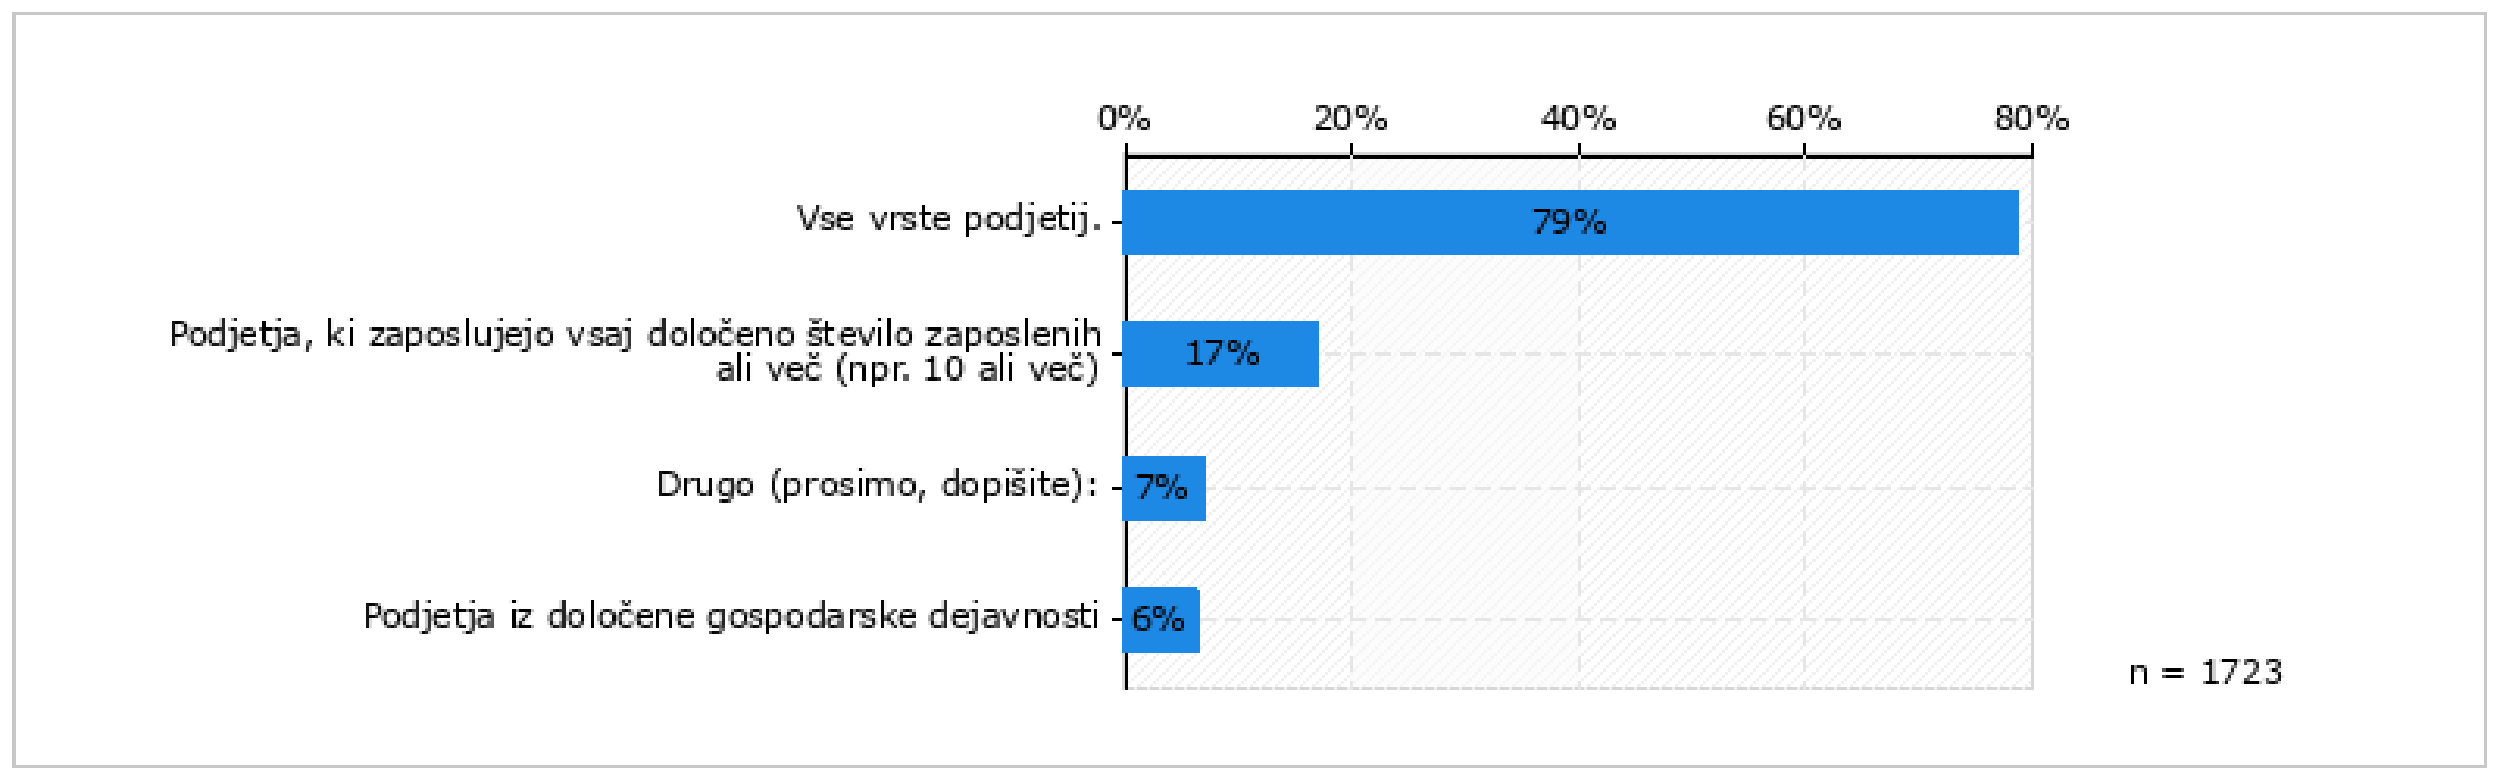 0% 20% 40% 60% 80%
Vse vrste podjetij.
79%
Podjetja, ki zaposlujejo vsaj določeno število zaposlenih
ali več (npr. 10 ali več)
17%
Drugo (prosimo, dopišite):
7%
Podjetja iz določene gospodarske dejavnosti
6%
n = 1723